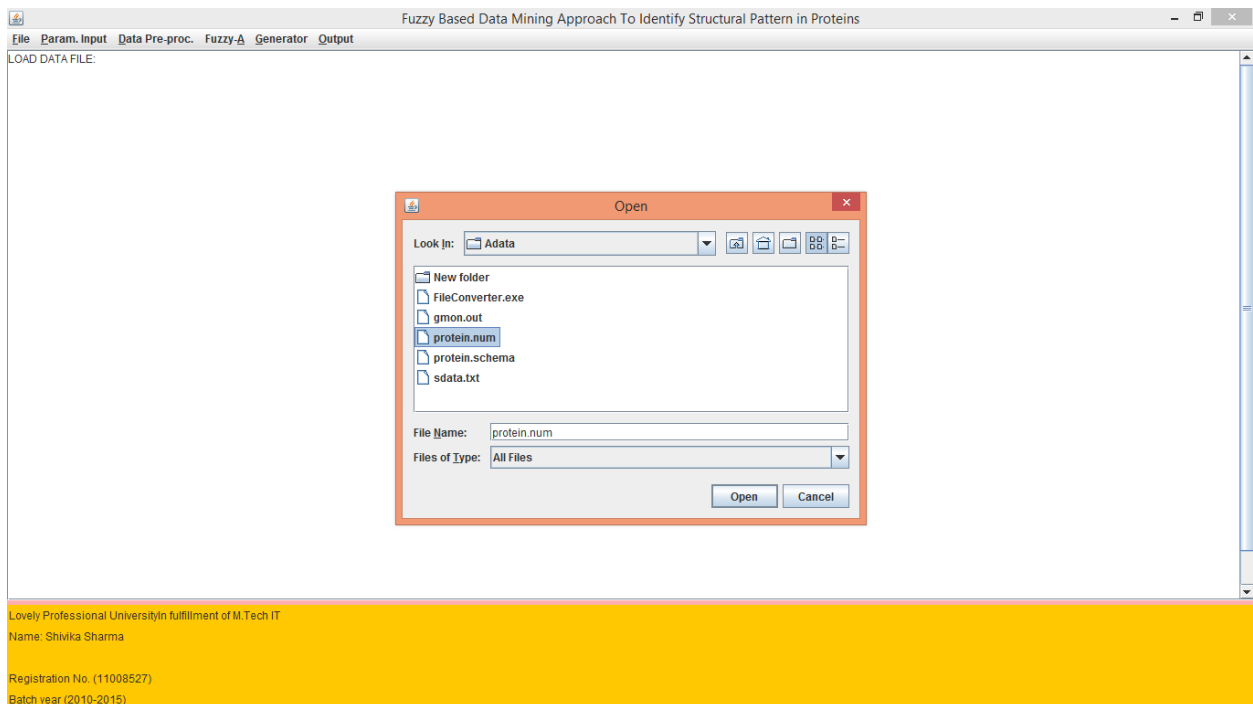 Fuzzy Based Data Mining Approach To Identify Structural Pattern in Proteins
File Param. Input Data Pre-proc. Fuzzy-A Generator Output
LOAD DATA FILE:
Open
Look In: Adata
New folder
FileConverter.exe
gmon.out
protein.num
protein.schema
sdata.txt
File Name: protein.num
Files of Type: All Files
Open Cancel
Lovely Professional UniversityIn fulfillment of M.Tech IT
Name: Shivika Sharma
Registration No. (11008527)
Batch year (2010-2015)